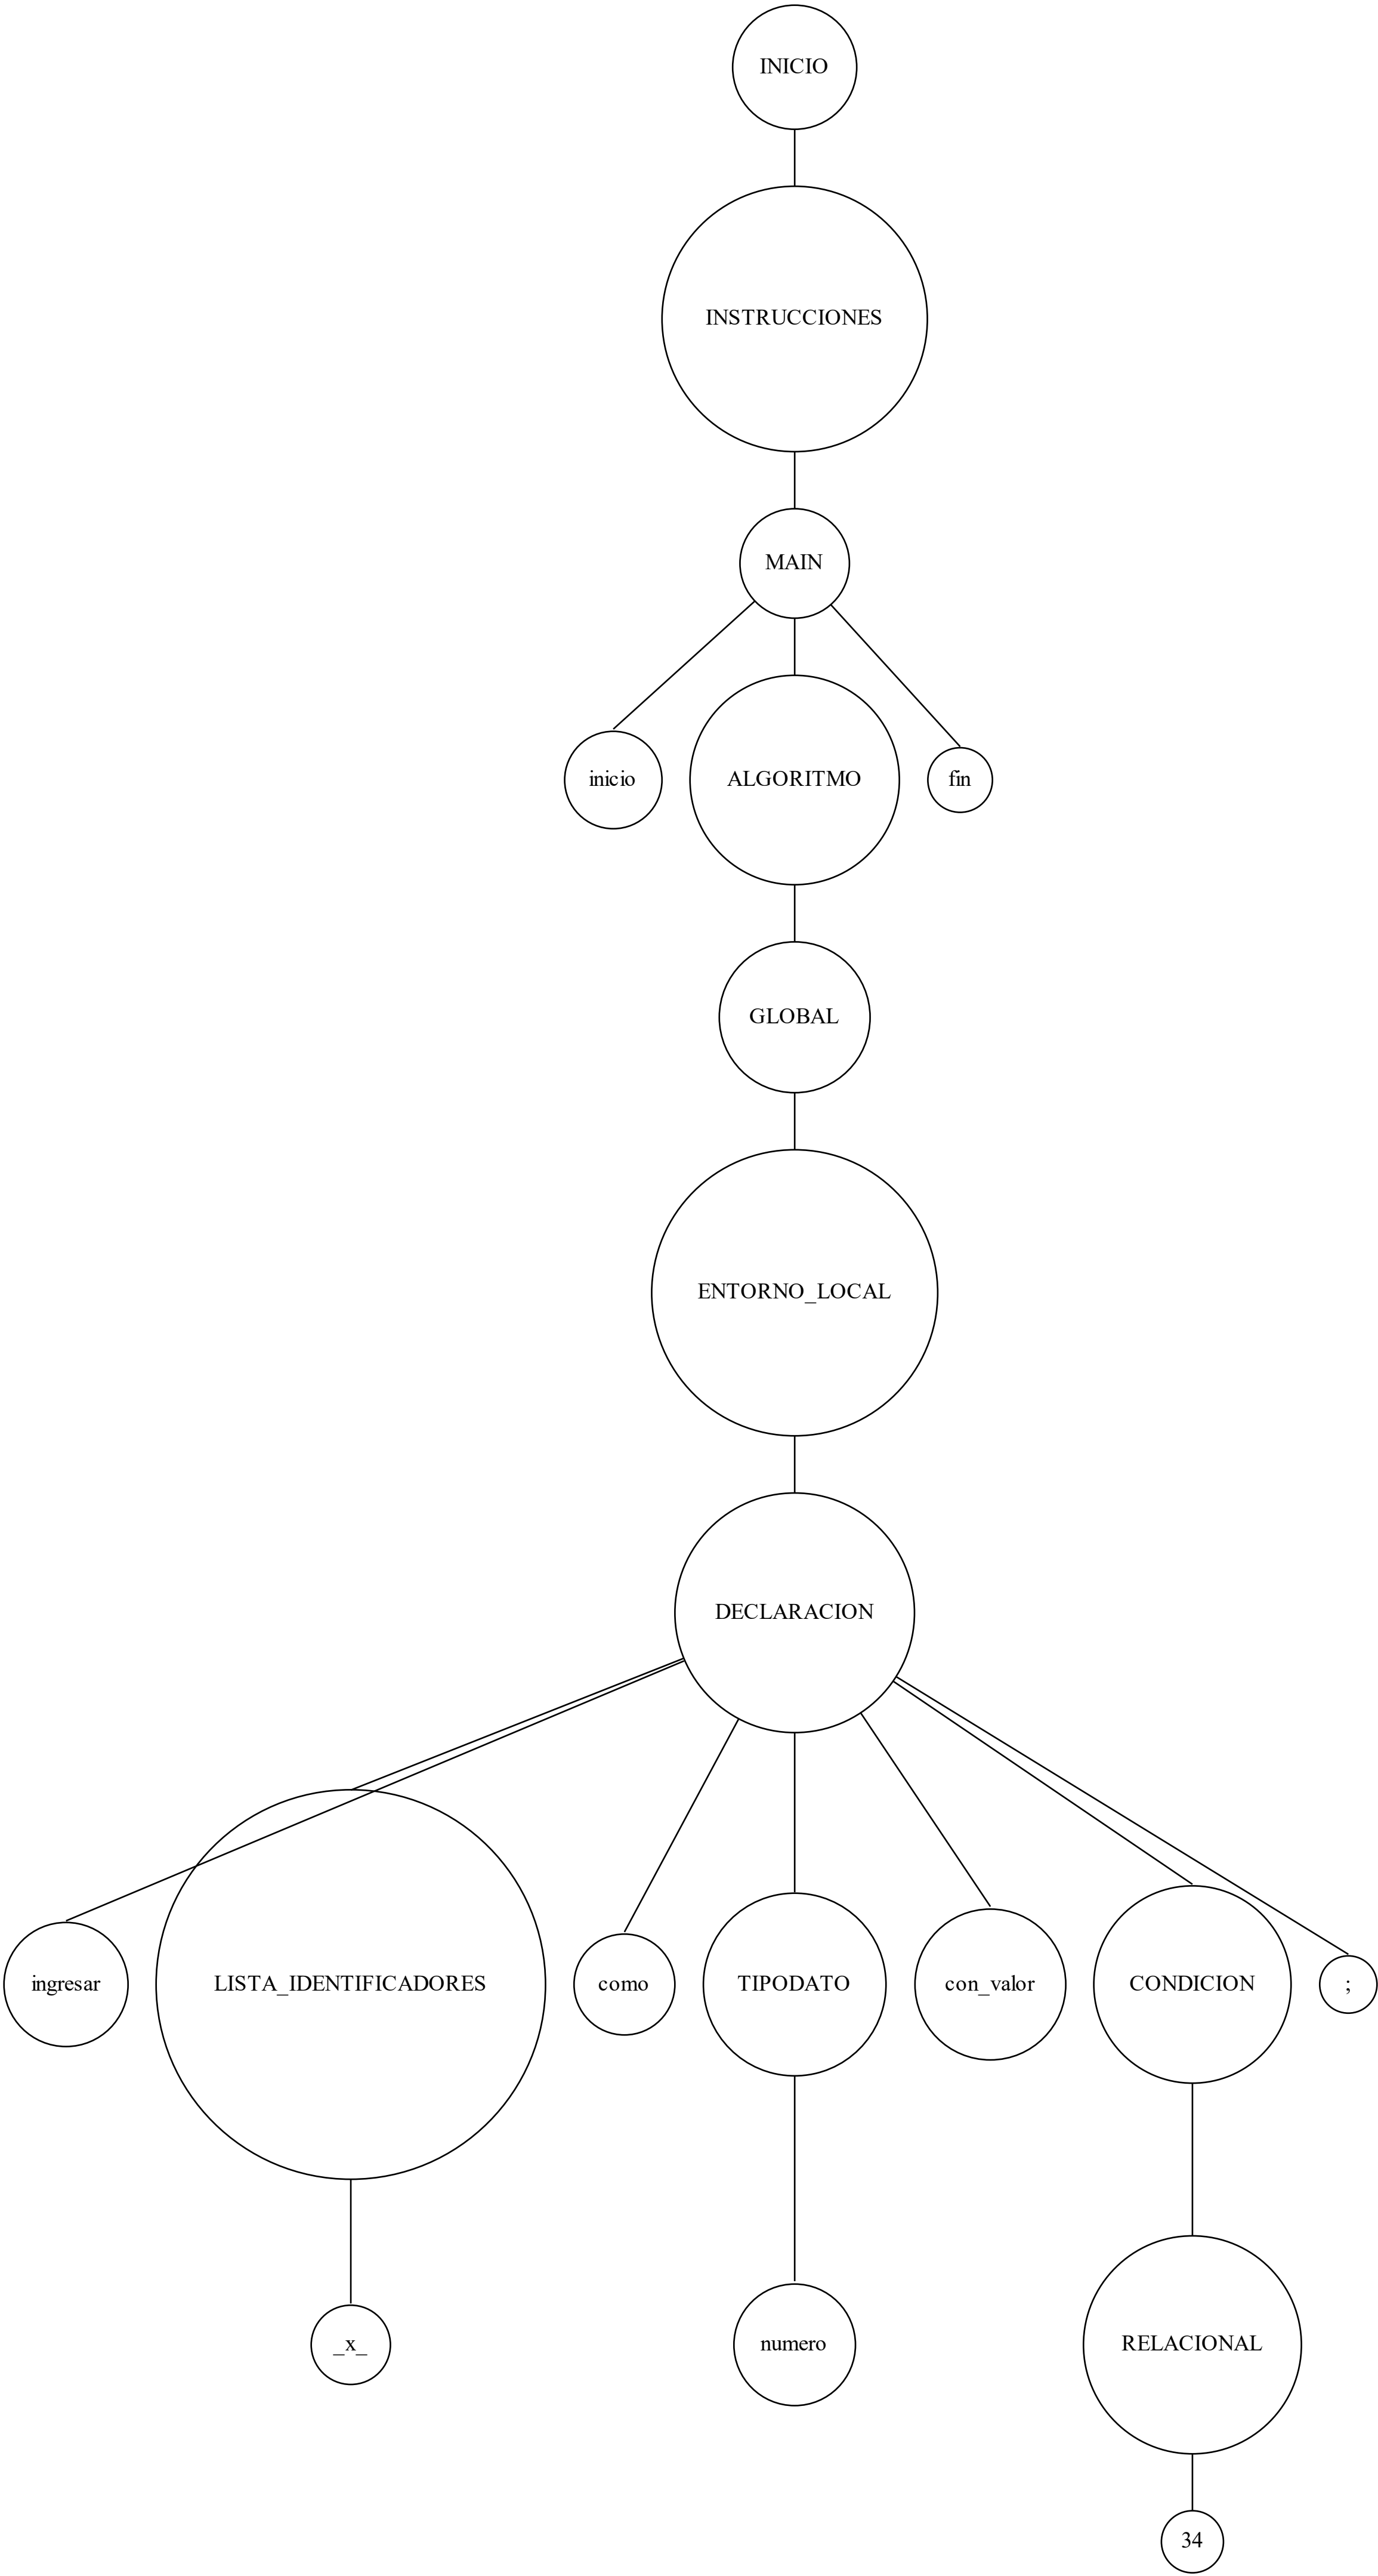 INICIO
INSTRUCCIONES
MAIN
inicio
ALGORITMO
fin
GLOBAL
ENTORNO_LOCAL
DECLARACION
ingresar
LISTA_IDENTIFICADORES
como
TIPODATO
con_valor
CONDICION
;
_x_
numero
RELACIONAL
34